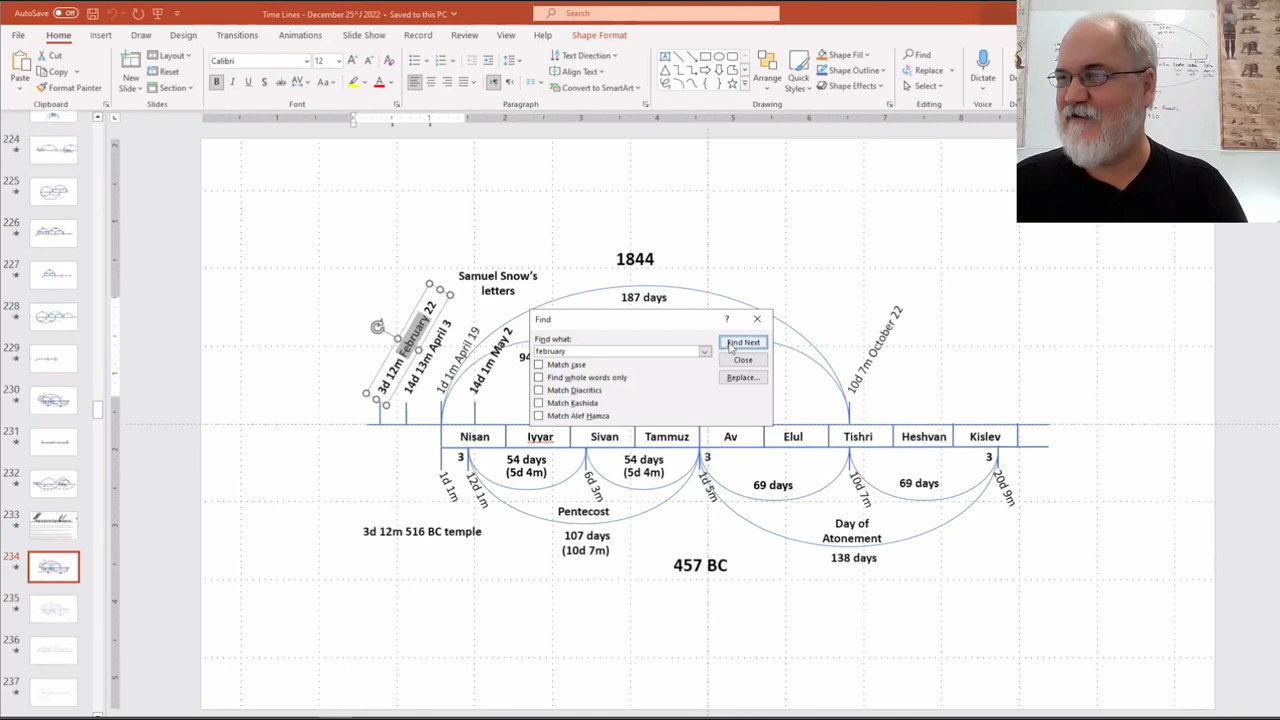 AutoSave Off
Time Lines - December 25^J 2022 • Saved to this PC
Search
File Home Insert Draw Design Transitions Animations Slide Show Record Review View Help Shape Format
Paste
Cut
Copy
Format Painter
Clipboard
New
Slide
Layout
Reset
Section
Slides
Calibri 12
B I U S
Font
Text Direction
Align Text
Convert to SmartArt
Paragraph
Arrange
Quick
Styles
Shape Fill
Shape Outline
Shape Effects
Drawing
Find
Replace
Select
Editing
Dictate
Voice
224
225
226
227
228
229
230
231
232
233
234
235
236
237
1844
Samuel Snow's
letters
187 days
3d 12m February 22
14d 13m April 3
1d 1m April 19
14d 1m May 2
94
10d 7m October 22
Find
?
Find what:
february
Find Next
Close
Replace...
Match case
Find whole words only
Match Diacritics
Match Kashida
Match Alef Hamza
Nisan Iyyar Sivan Tammuz Av Elul Tishri Heshvan Kislev
3 3 3
1d 1m
12d 1m
6d 3m
1d 5m
10d 7m
20d 9m
54 days
(5d 4m)
54 days
(5d 4m)
69 days
69 days
Pentecost
107 days
(10d 7m)
Day of
Atonement
138 days
3d 12m 516 BC temple
457 BC